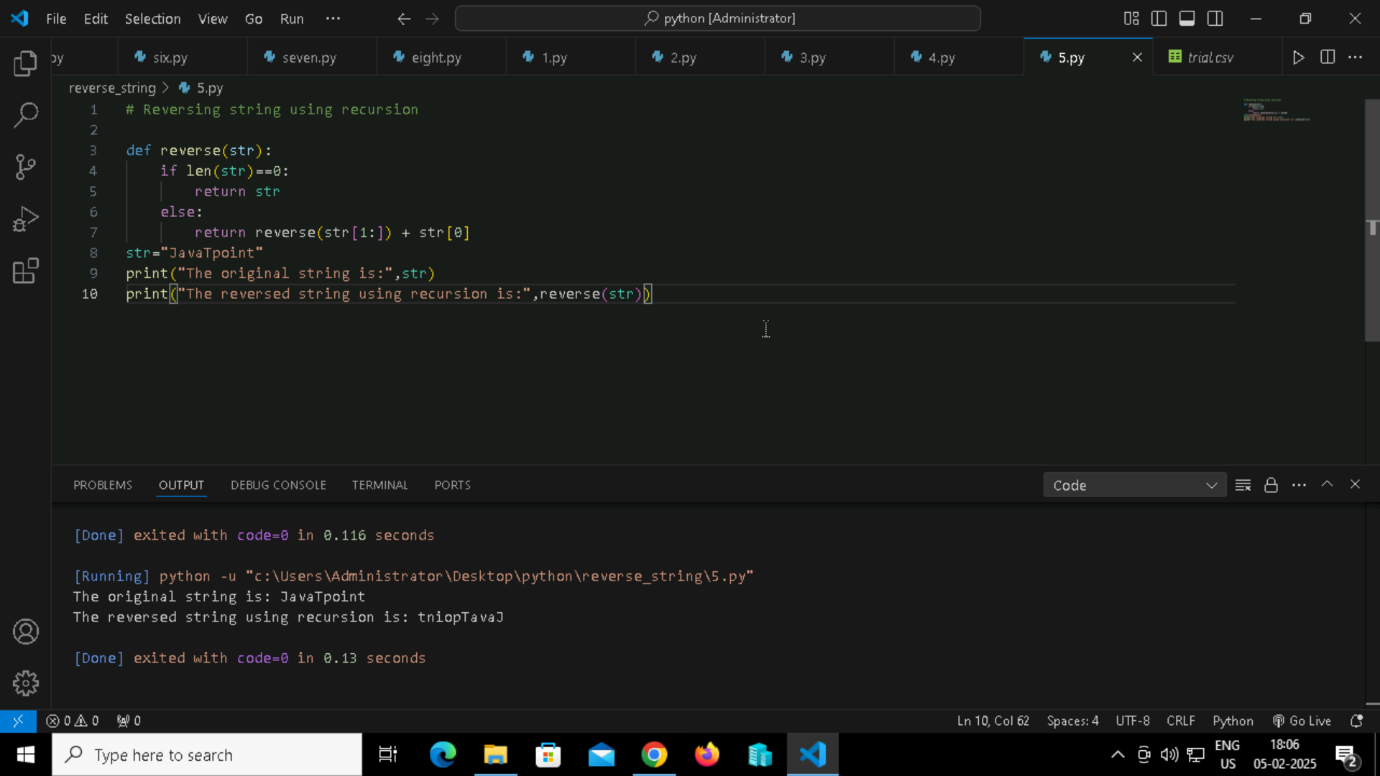 File Edit Selection View Go Run ···
python [Administrator]
py six.py seven.py eight.py 1.py 2.py 3.py 4.py 5.py trial.csv
reverse_string > 5.py
1 # Reversing string using recursion
2
3 def reverse(str):
4 if len(str)==0:
5 return str
6 else:
7 return reverse(str[1:]) + str[0]
8 str="JavaTpoint"
9 print("The original string is:",str)
10 print("The reversed string using recursion is:",reverse(str))
PROBLEMS OUTPUT DEBUG CONSOLE TERMINAL PORTS
Code
[Done] exited with code=0 in 0.116 seconds
[Running] python -u "c:\Users\Administrator\Desktop\python\reverse_string\5.py"
The original string is: JavaTpoint
The reversed string using recursion is: tniopTavaJ
[Done] exited with code=0 in 0.13 seconds
0 0 0 Ln 10, Col 62 Spaces: 4 UTF-8 CRLF Python Go Live
Type here to search
ENG
US
18:06
05-02-2025
2